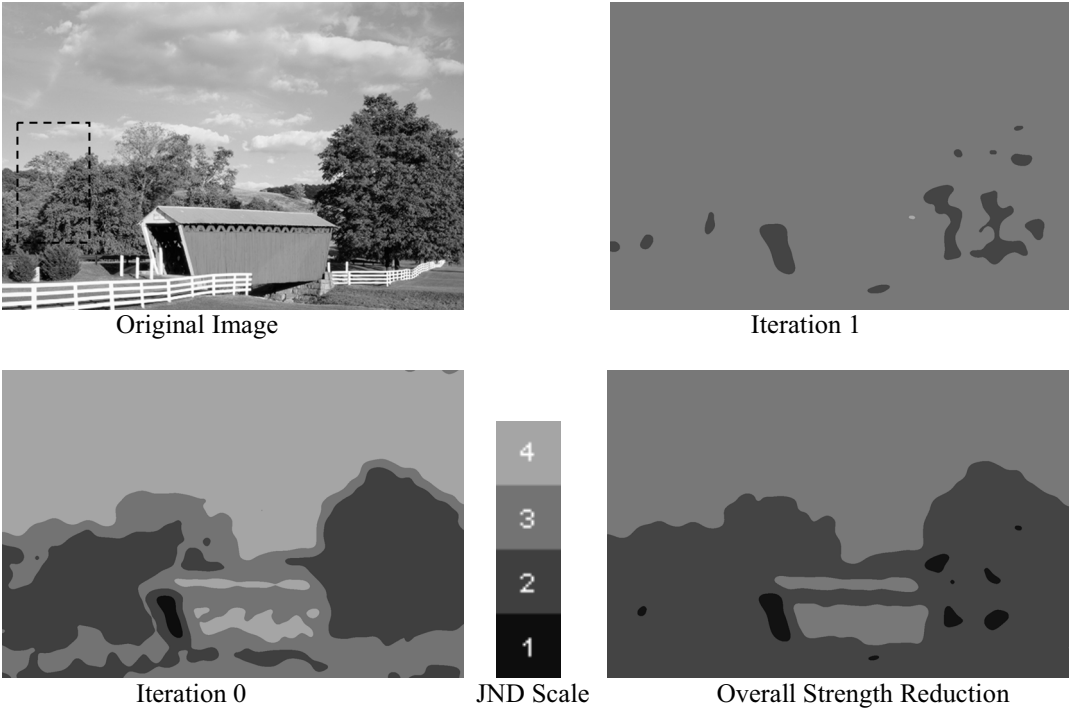 Original Image
Iteration 1
4
3
2
1
Iteration 0
JND Scale
Overall Strength Reduction